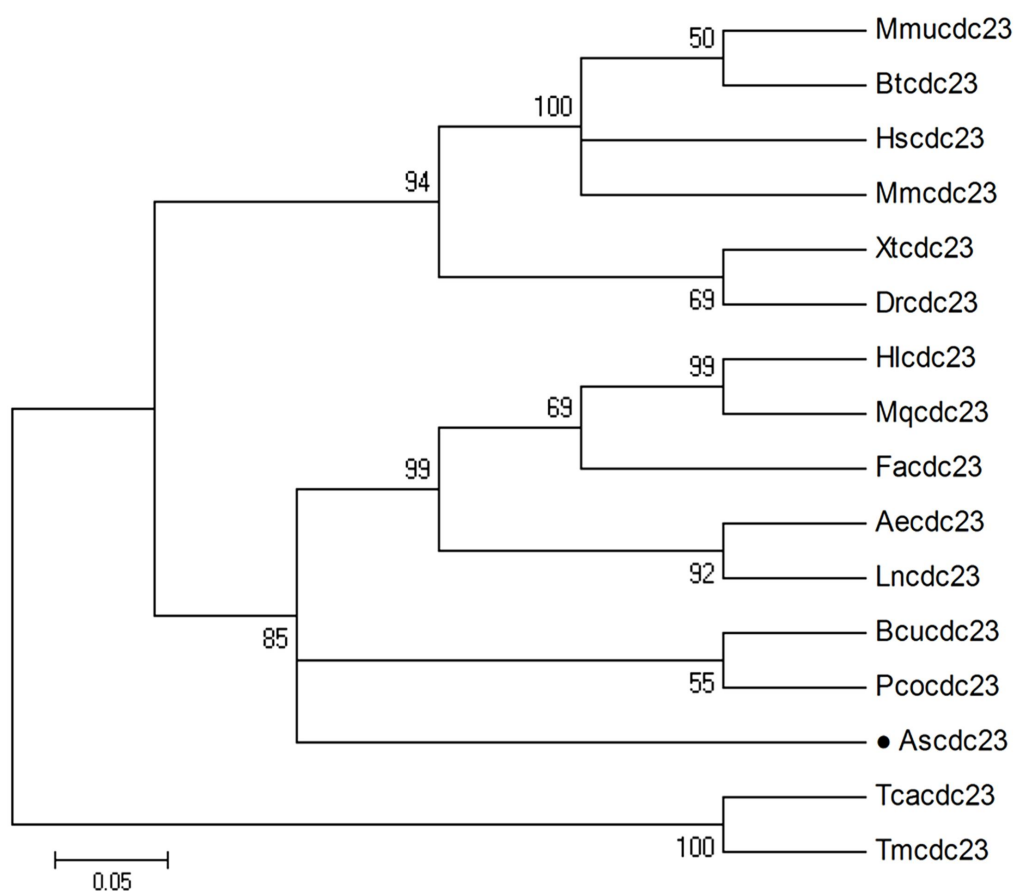 Mmucdc23
50
Btcdc23
100
Hscdc23
94
Mmcdc23
Xtcdc23
69
Drcdc23
Hlcdc23
99
Mqcdc23
69
Facdc23
99
Aecdc23
92
Lncdc23
Bcucdc23
85
55
Pcocdc23
● Ascdc23
Tcacdc23
100
Tmcdc23
0.05